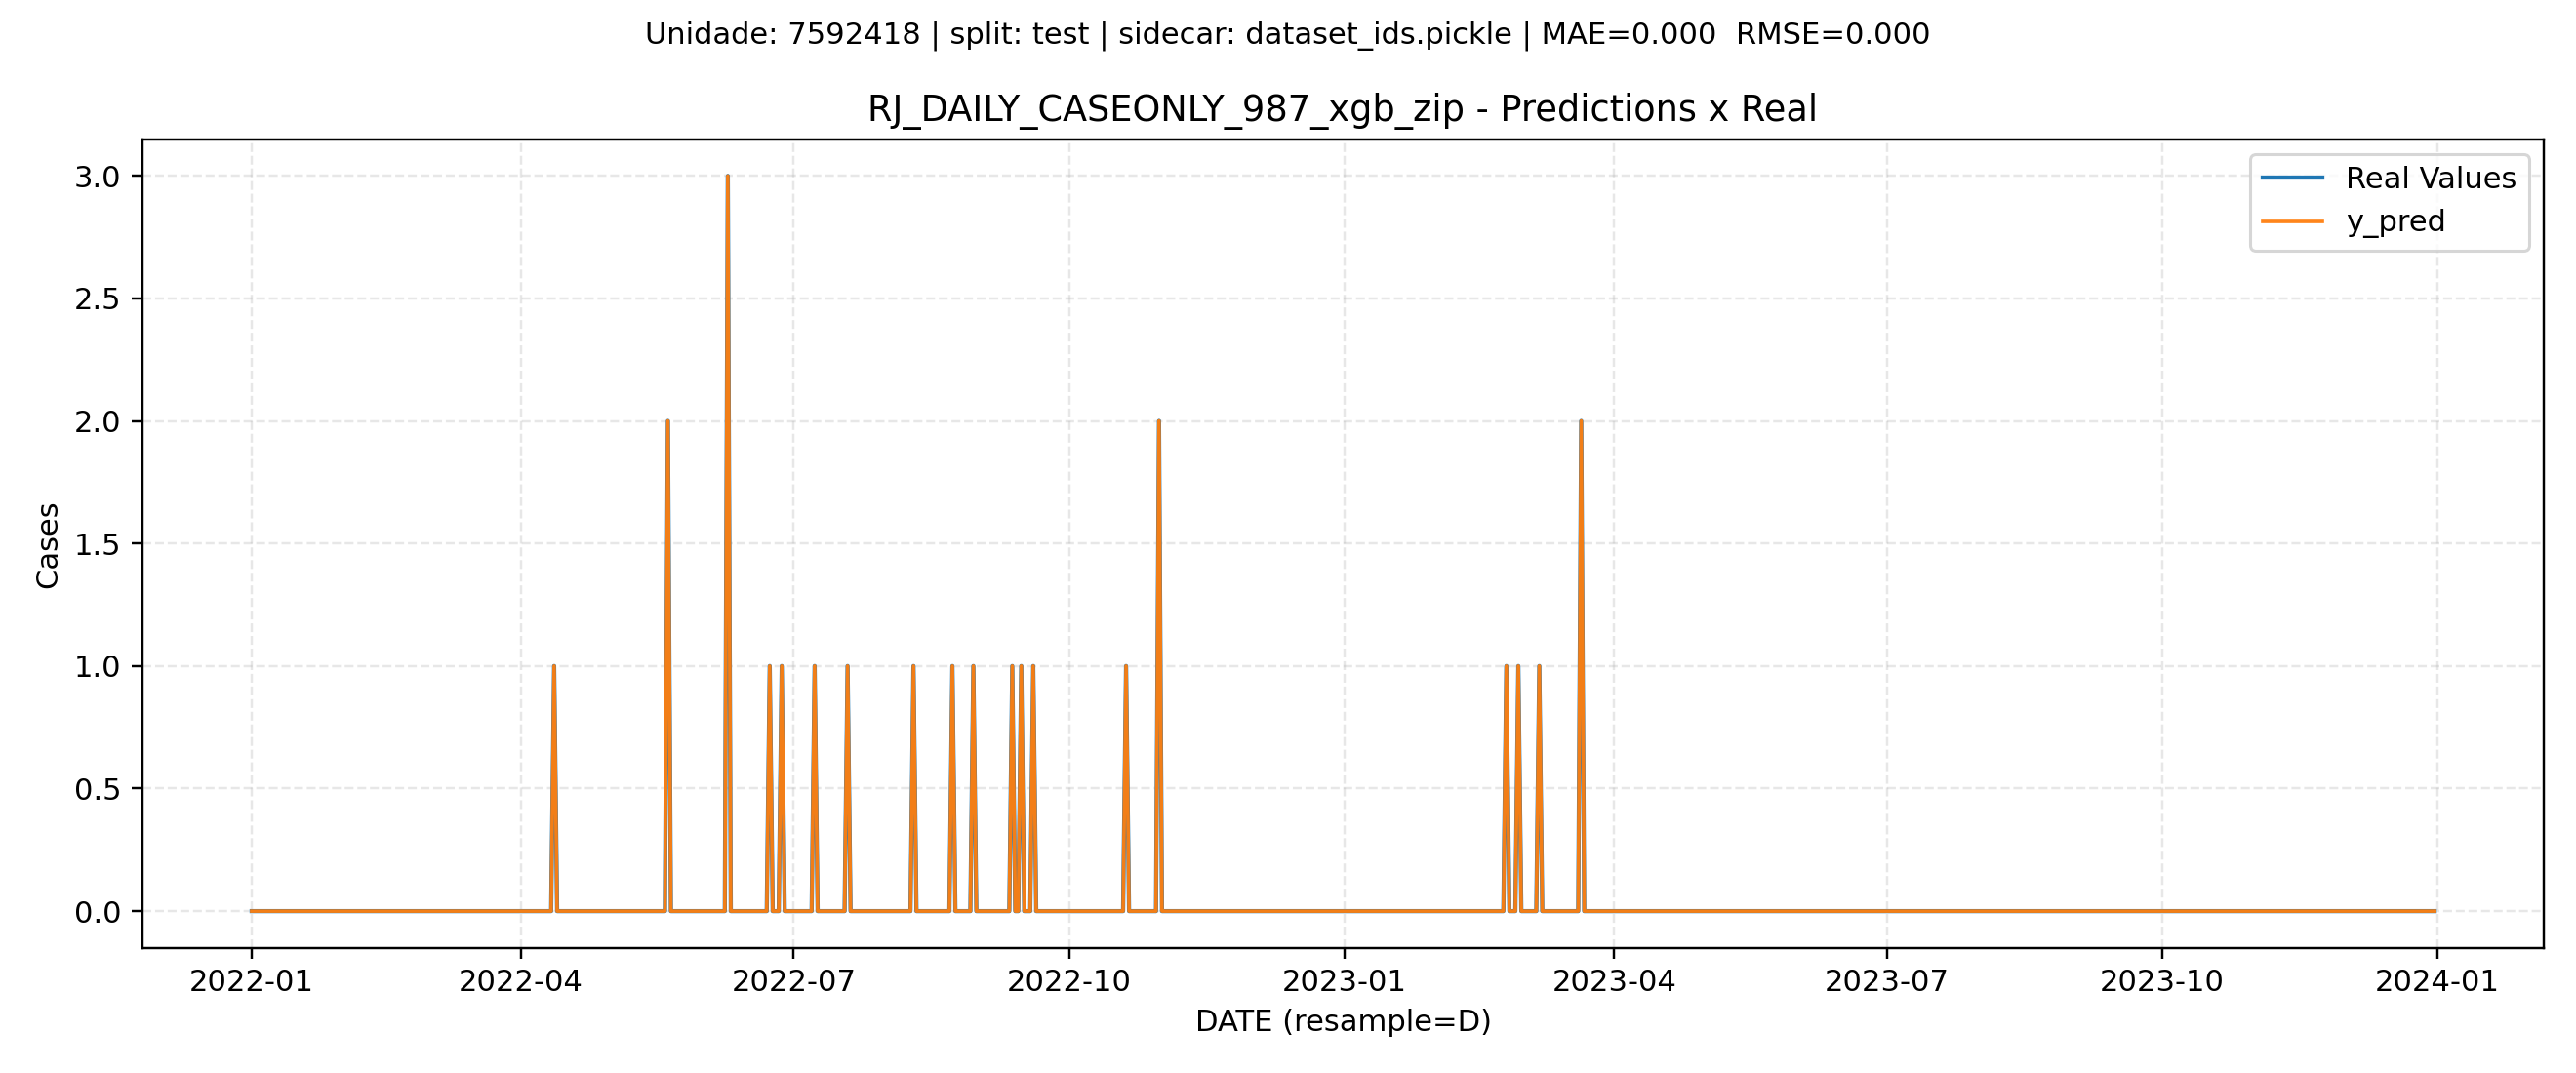 Unidade: 7592418 | split: test | sidecar: dataset_ids.pickle | MAE=0.000  RMSE=0.000
RJ_DAILY_CASEONLY_987_xgb_zip - Predictions x Real
Real Values
y_pred
Cases
3.0
2.5
2.0
1.5
1.0
0.5
0.0
2022-01 2022-04 2022-07 2022-10 2023-01 2023-04 2023-07 2023-10 2024-01
DATE (resample=D)